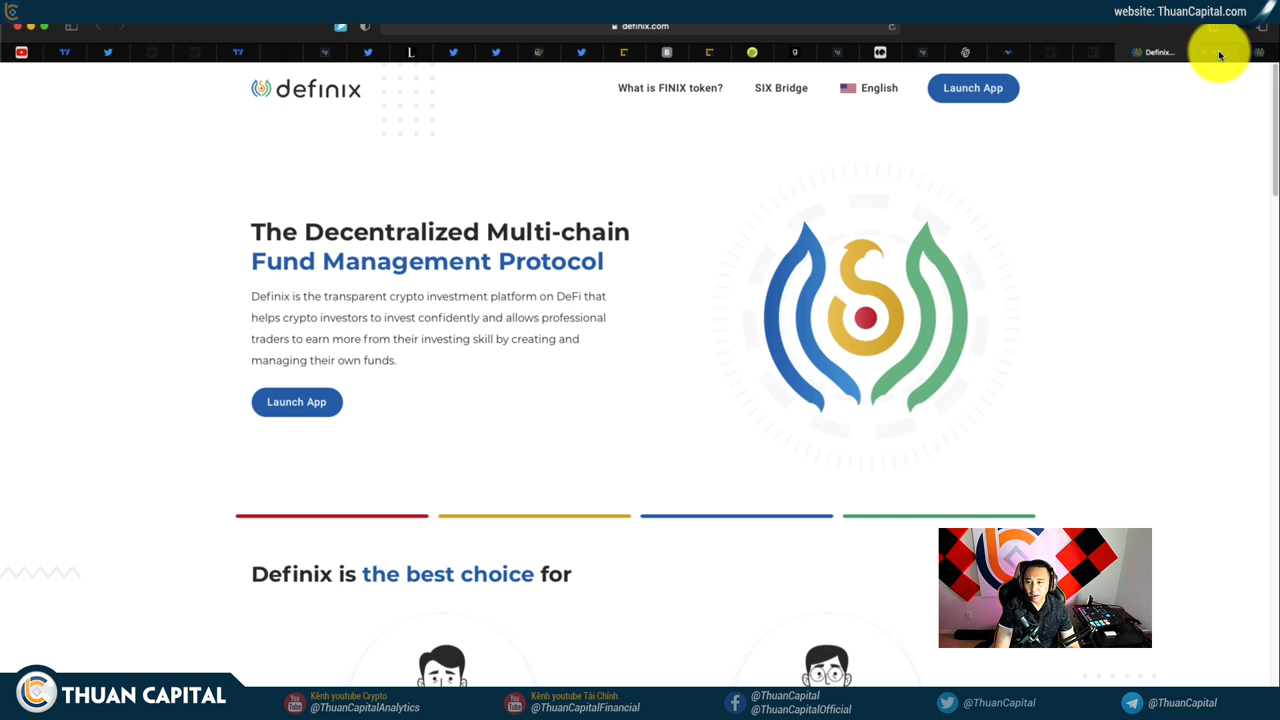 website: ThuanCapital.com
definix.com
Definix...
definix
What is FINIX token?
SIX Bridge
English
Launch App
The Decentralized Multi-chain
Fund Management Protocol
Definix is the transparent crypto investment platform on DeFi that
helps crypto investors to invest confidently and allows professional
traders to earn more from their investing skill by creating and
managing their own funds.
Launch App
Definix is the best choice for
THUAN CAPITAL
Kênh youtube Crypto
@ThuanCapitalAnalytics
Kênh youtube Tài Chính
@ThuanCapitalFinancial
@ThuanCapital
@ThuanCapitalOfficial
@ThuanCapital
@ThuanCapital